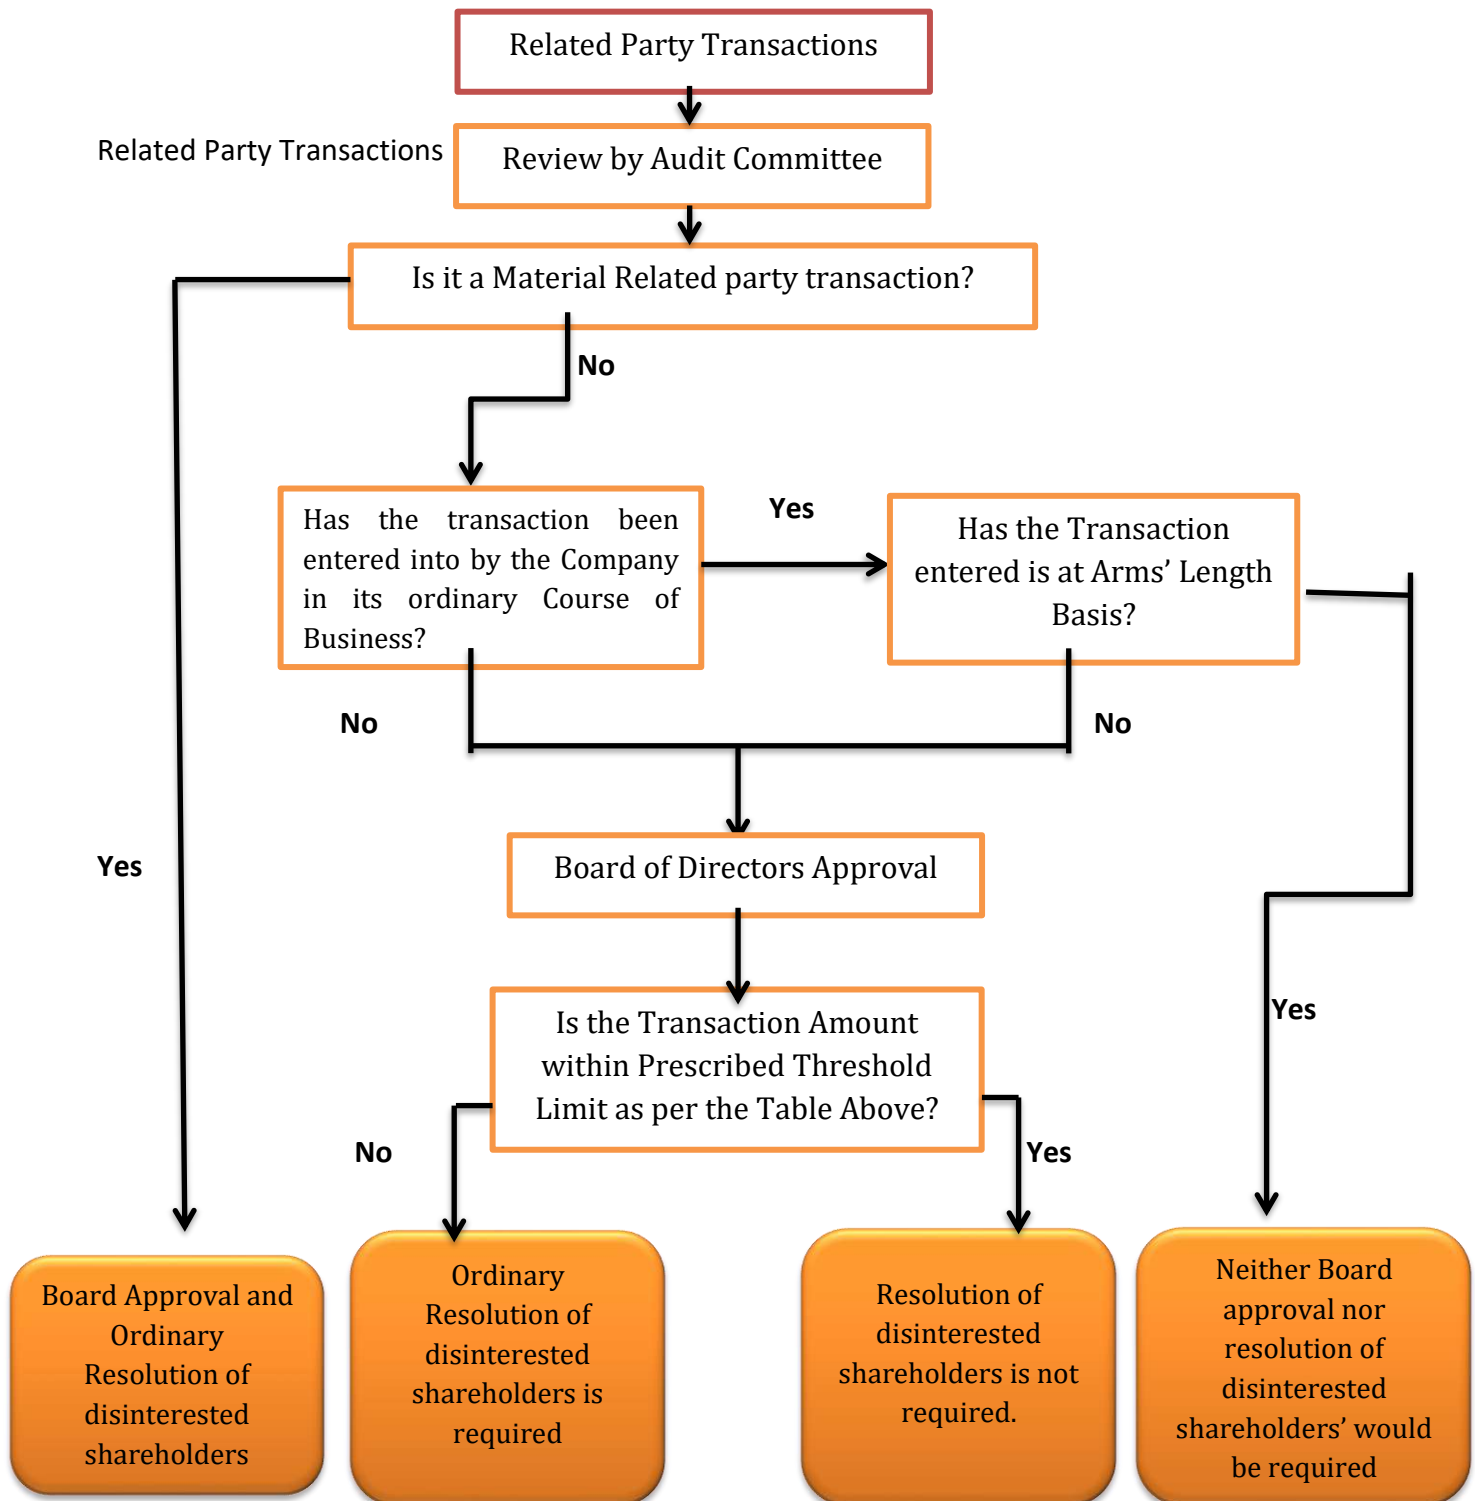 Related Party Transactions
Related Party Transactions
Review by Audit Committee
Is it a Material Related party transaction?
No
Has the transaction been
entered into by the Company
in its ordinary Course of
Business?
Yes
Has the Transaction
entered is at Arms’ Length
Basis?
No
No
Yes
Board of Directors Approval
Is the Transaction Amount
within Prescribed Threshold
Limit as per the Table Above?
Yes
No
Yes
Board Approval and
Ordinary
Resolution of
disinterested
shareholders
Ordinary
Resolution of
disinterested
shareholders is
required
Resolution of
disinterested
shareholders is not
required.
Neither Board
approval nor
resolution of
disinterested
shareholders’ would
be required